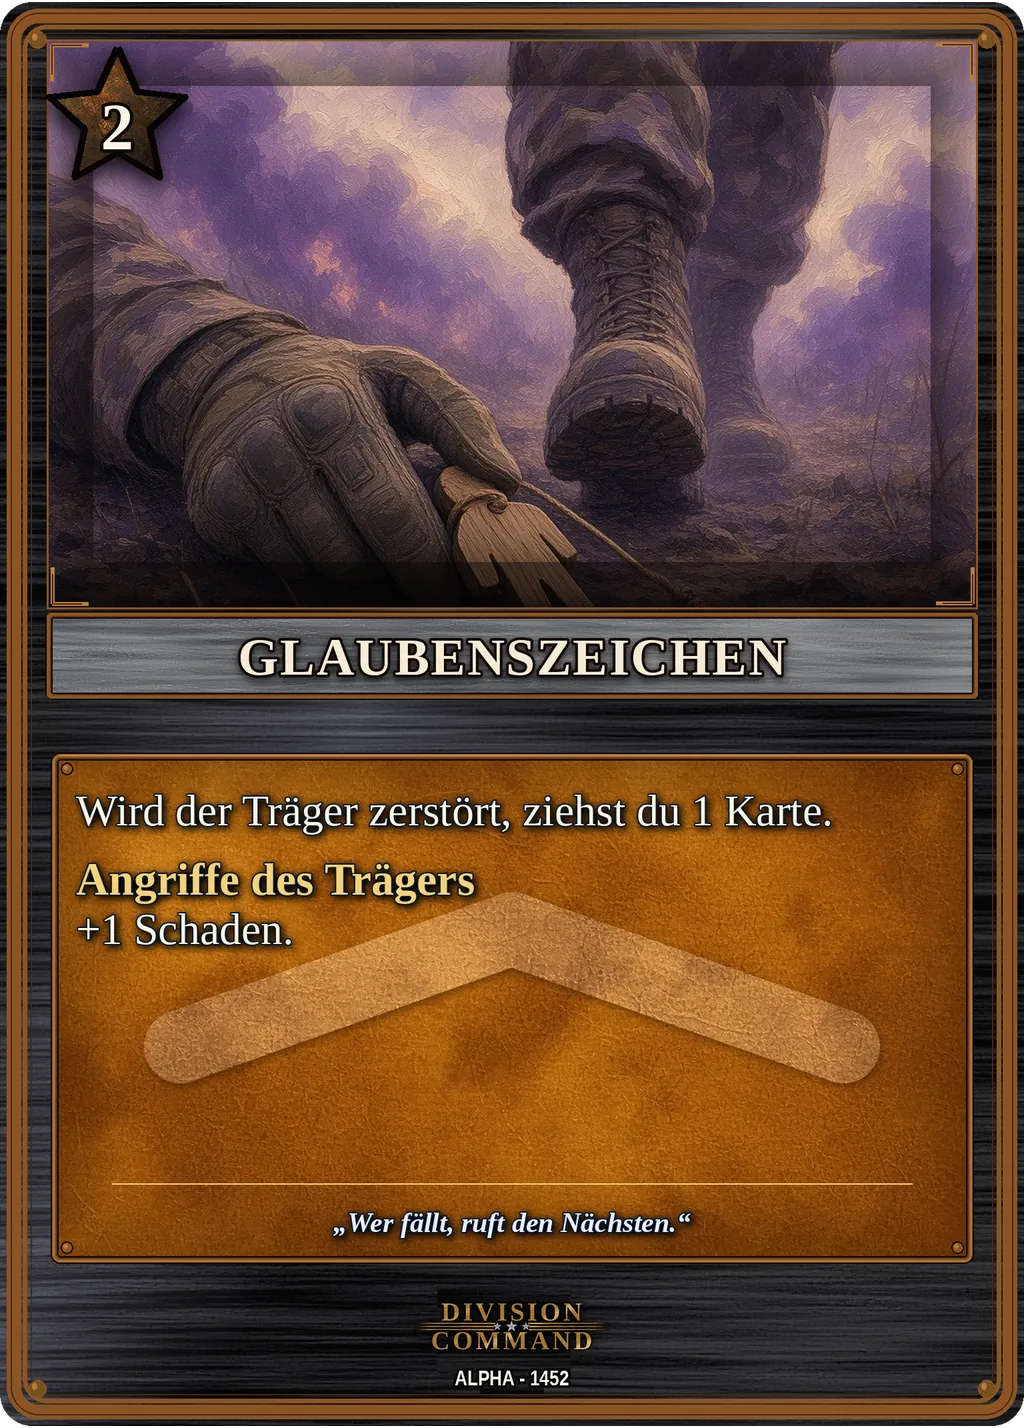 2
GLAUBENSZEICHEN
Wird der Träger zerstört, ziehst du 1 Karte.
Angriffe des Trägers
+1 Schaden.
„Wer fällt, ruft den Nächsten.“
DIVISION
COMMAND
ALPHA - 1452